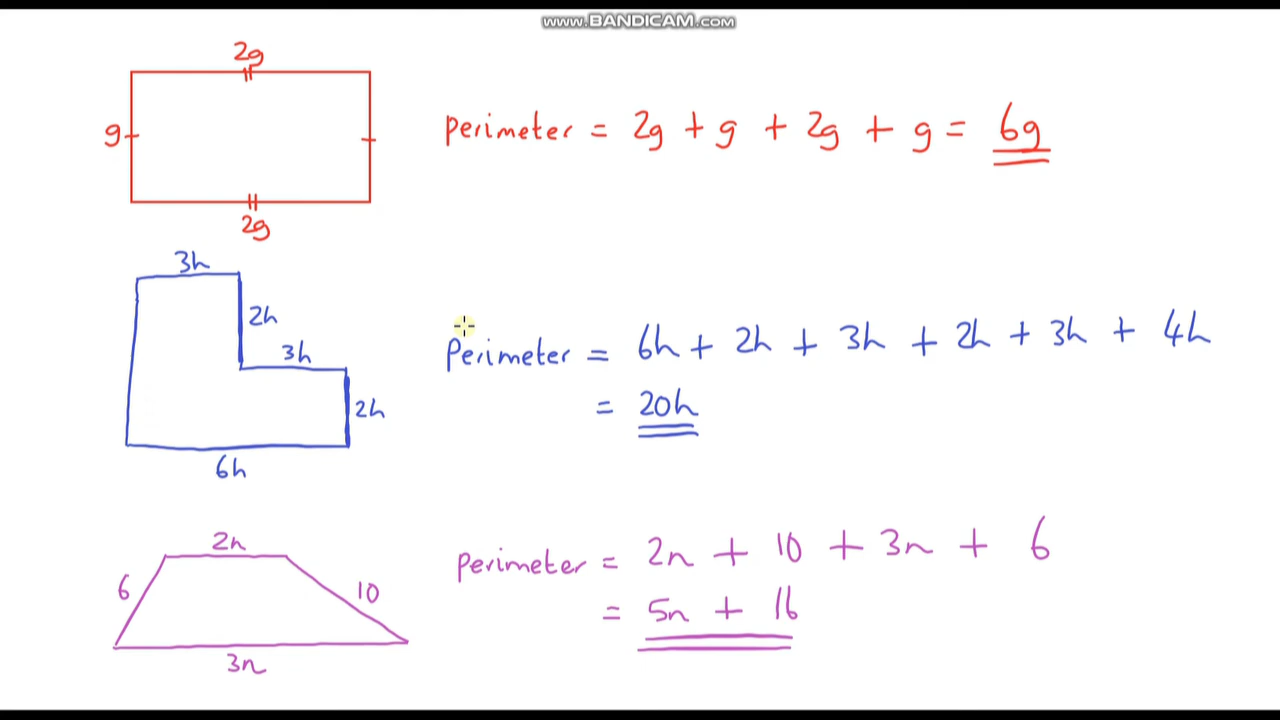 www.BANDICAM.com
2g
g
2g
perimeter = 2g + g + 2g + g = 6g
3h
2h
3h
2h
6h
Perimeter = 6h + 2h + 3h + 2h + 3h + 4h
= 20h
2n
6
10
3n
perimeter = 2n + 10 + 3n + 6
= 5n + 16